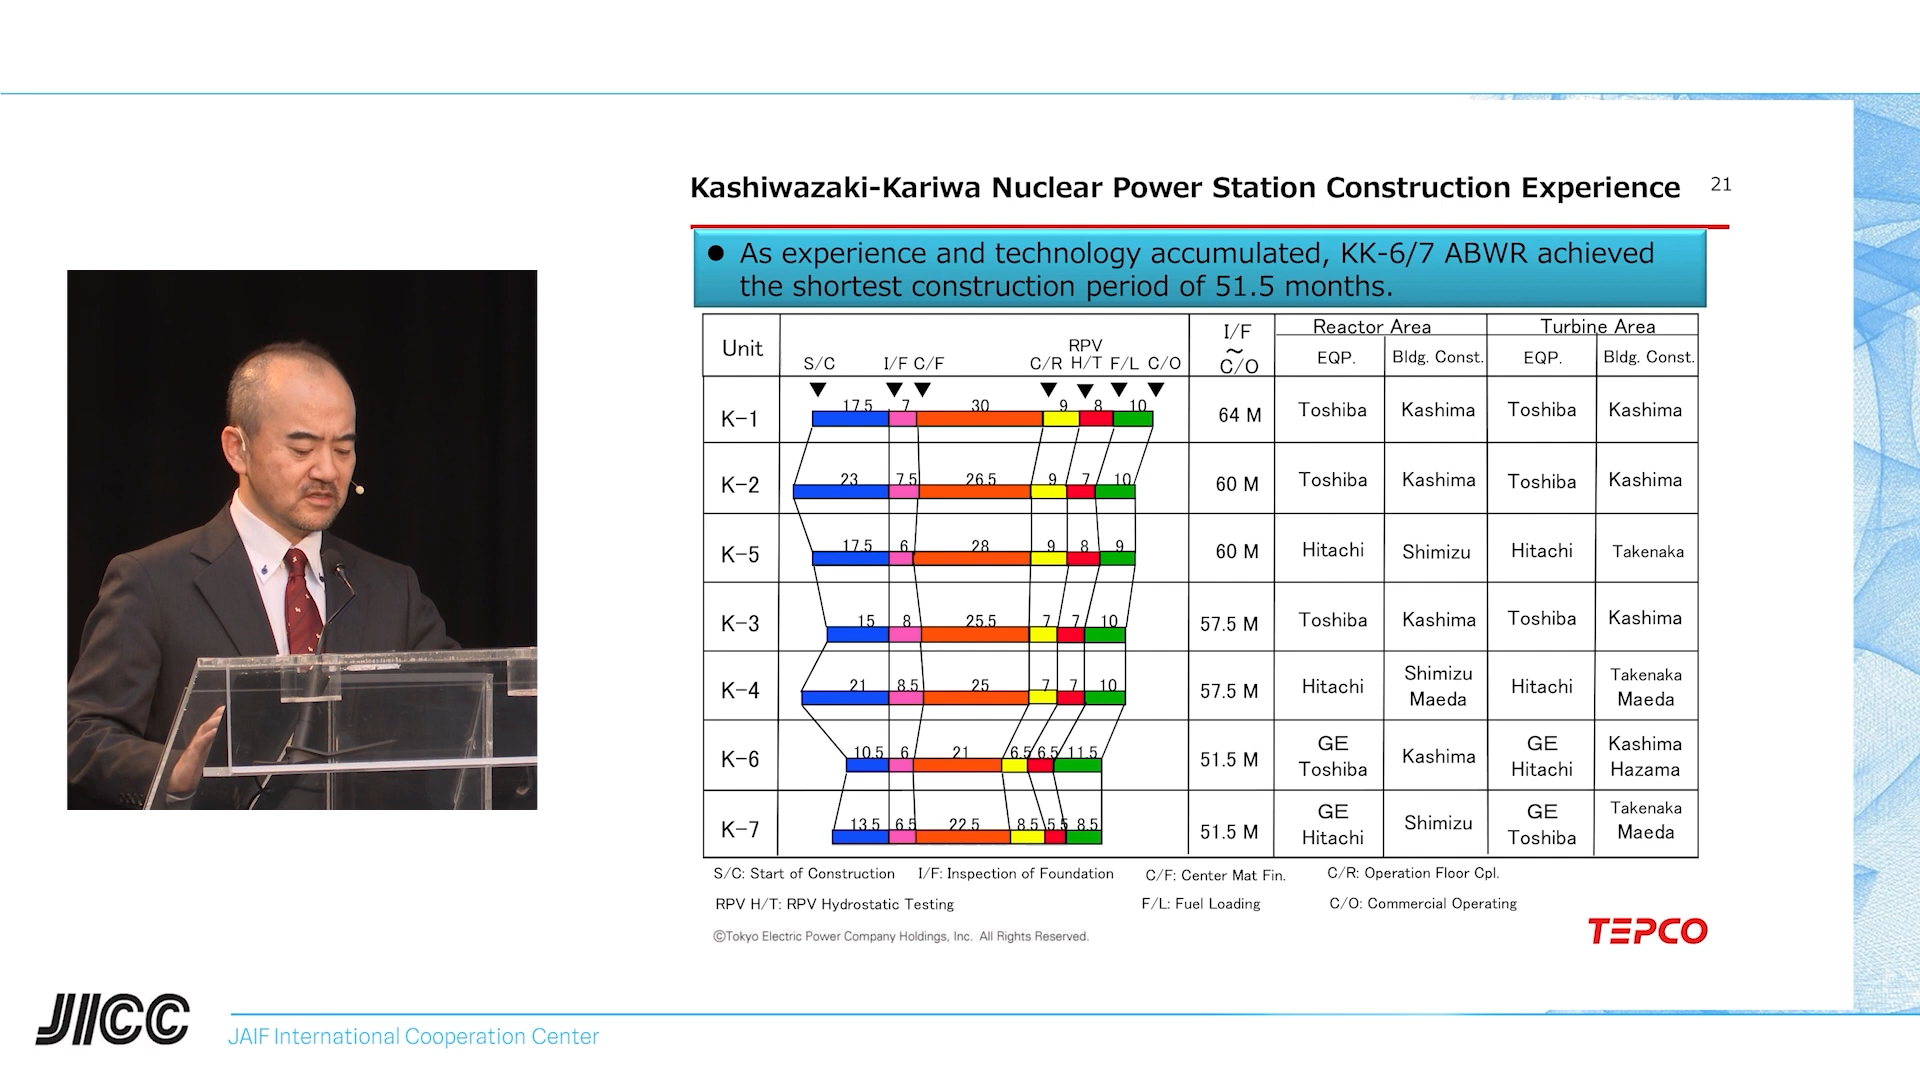 Kashiwazaki-Kariwa Nuclear Power Station Construction Experience 21
● As experience and technology accumulated, KK-6/7 ABWR achieved
the shortest construction period of 51.5 months.
Unit S/C I/F C/F C/R RPV H/T F/L C/O I/F ~ C/O Reactor Area Turbine Area
EQP. Bldg. Const. EQP. Bldg. Const.
K-1 17.5 7 30 9 8 10 64 M Toshiba Kashima Toshiba Kashima
K-2 23 7.5 26.5 9 7 10 60 M Toshiba Kashima Toshiba Kashima
K-5 17.5 6 28 9 8 9 60 M Hitachi Shimizu Hitachi Takenaka
K-3 15 8 25.5 7 7 10 57.5 M Toshiba Kashima Toshiba Kashima
K-4 21 8.5 25 7 7 10 57.5 M Hitachi Shimizu Maeda Hitachi Takenaka Maeda
K-6 10.5 6 21 6.5 6.5 11.5 51.5 M GE Toshiba Kashima GE Hitachi Kashima Hazama
K-7 13.5 6.5 22.5 8.5 5.5 8.5 51.5 M GE Hitachi Shimizu GE Toshiba Takenaka Maeda
S/C: Start of Construction I/F: Inspection of Foundation C/F: Center Mat Fin. C/R: Operation Floor Cpl.
RPV H/T: RPV Hydrostatic Testing F/L: Fuel Loading C/O: Commercial Operating
©Tokyo Electric Power Company Holdings, Inc. All Rights Reserved.
TEPCO
JICC
JAIF International Cooperation Center